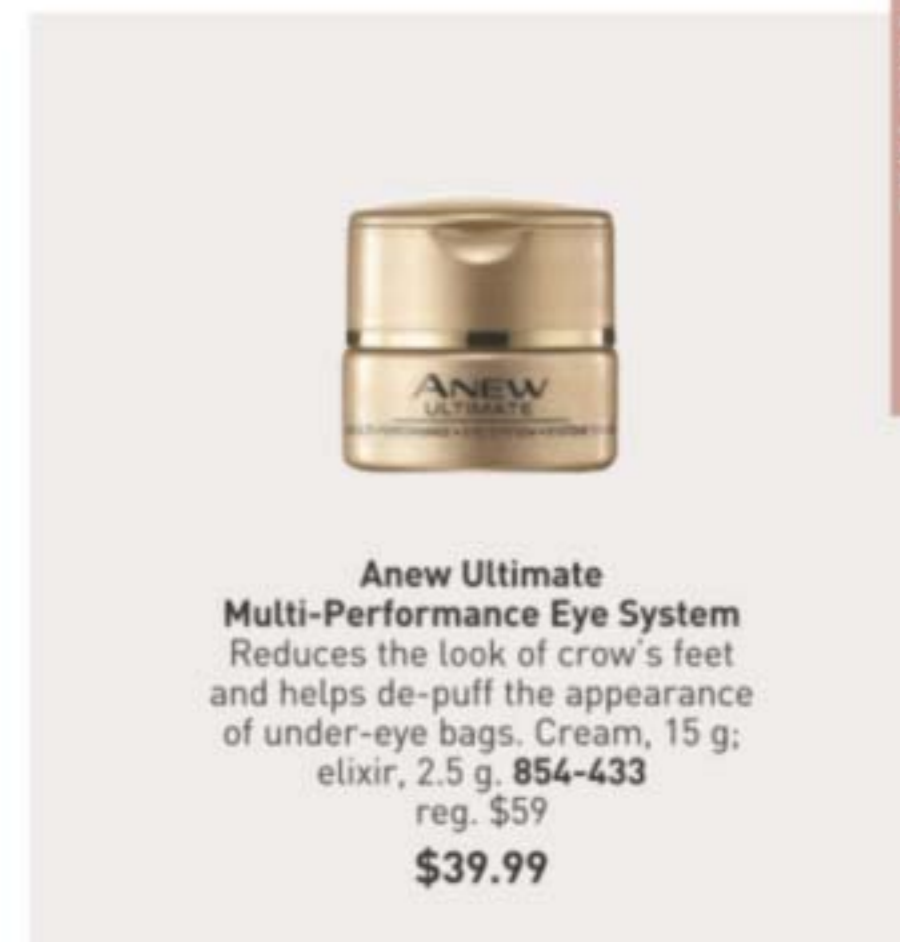 ANEW
ULTIMATE
Anew Ultimate
Multi-Performance Eye System
Reduces the look of crow's feet
and helps de-puff the appearance
of under-eye bags. Cream, 15 g;
elixir, 2.5 g. 854-433
reg. $59
$39.99